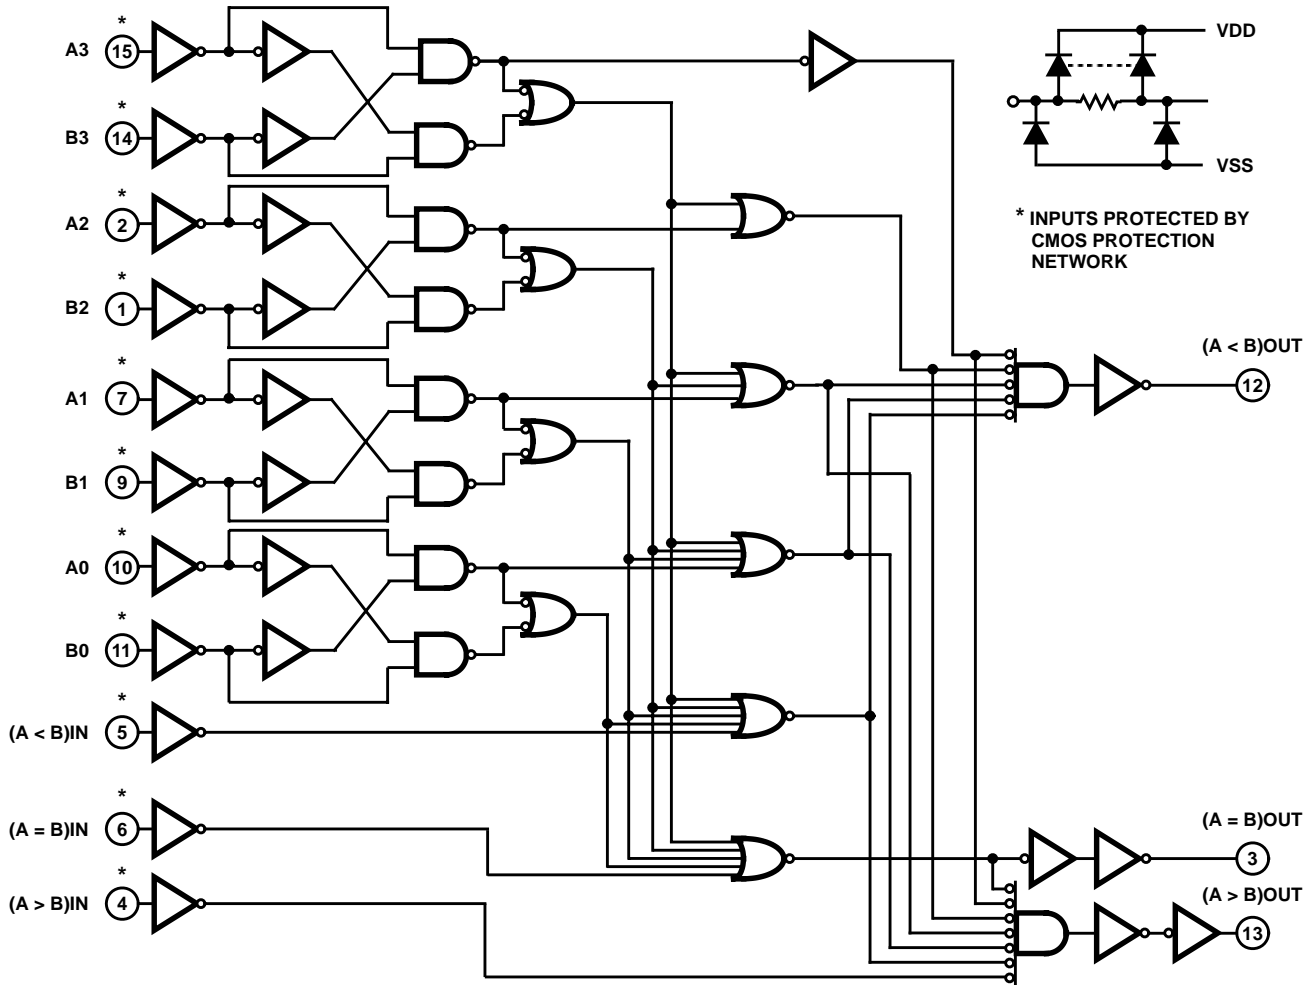 *
A3 15
*
B3 14
*
A2 2
*
B2 1
*
A1 7
*
B1 9
*
A0 10
*
B0 11
*
(A < B)IN 5
*
(A = B)IN 6
*
(A > B)IN 4
VDD
VSS
* INPUTS PROTECTED BY
CMOS PROTECTION
NETWORK
(A < B)OUT
12
(A = B)OUT
3
(A > B)OUT
13